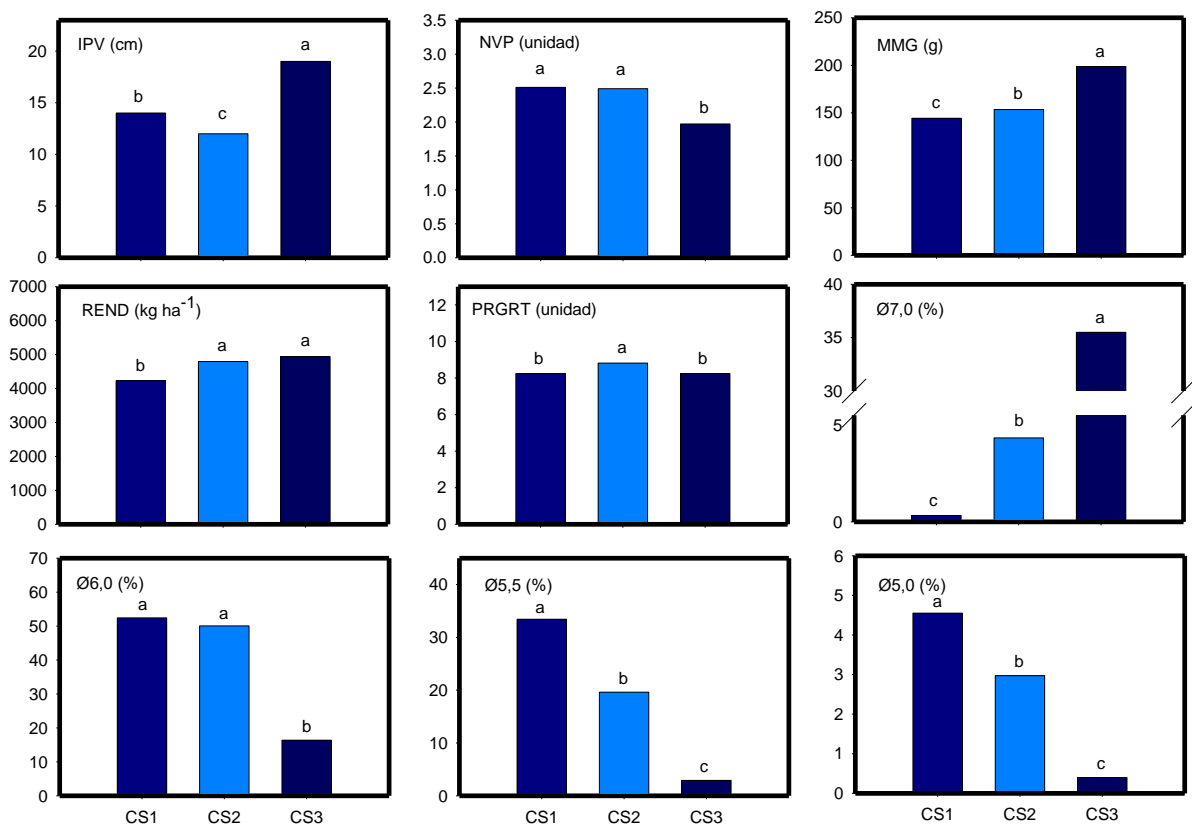 IPV (cm)
20
15
10
5
0
b
c
a
NVP (unidad)
3.5
3.0
2.5
2.0
1.5
1.0
0.5
0.0
a
a
b
MMG (g)
250
200
150
100
50
0
c
b
a
REND (kg ha-1)
7000
6000
5000
4000
3000
2000
1000
0
b
a
a
PRGRT (unidad)
12
10
8
6
4
2
0
b
a
b
Ø7,0 (%)
40
35
30
5
0
c
b
a
Ø6,0 (%)
70
60
50
40
30
20
10
0
a
a
b
CS1 CS2 CS3
Ø5,5 (%)
40
30
20
10
0
a
b
c
CS1 CS2 CS3
Ø5,0 (%)
6
5
4
3
2
1
0
a
b
c
CS1 CS2 CS3